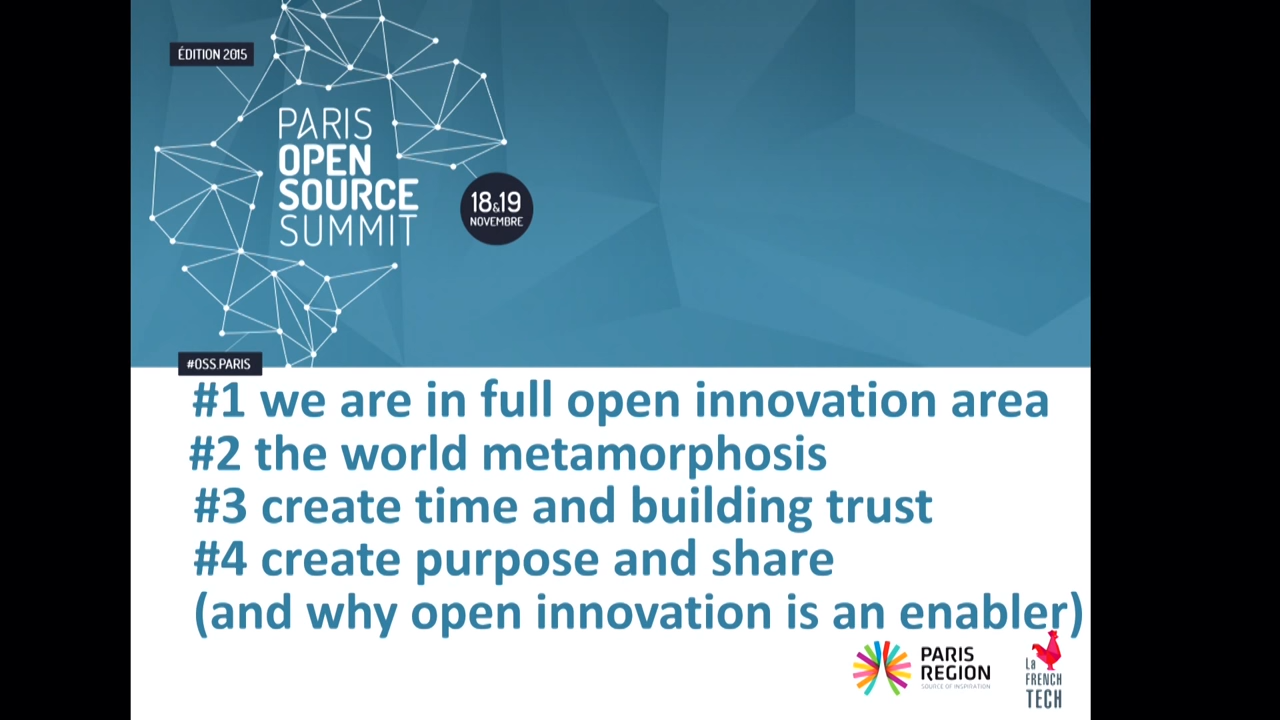 ÉDITION 2015
PARIS
OPEN
SOURCE
SUMMIT
18&19
NOVEMBRE
#OSS.PARIS
#1 we are in full open innovation area
#2 the world metamorphosis
#3 create time and building trust
#4 create purpose and share
(and why open innovation is an enabler)
PARIS
REGION
SOURCE OF INSPIRATION
La
FRENCH
TECH